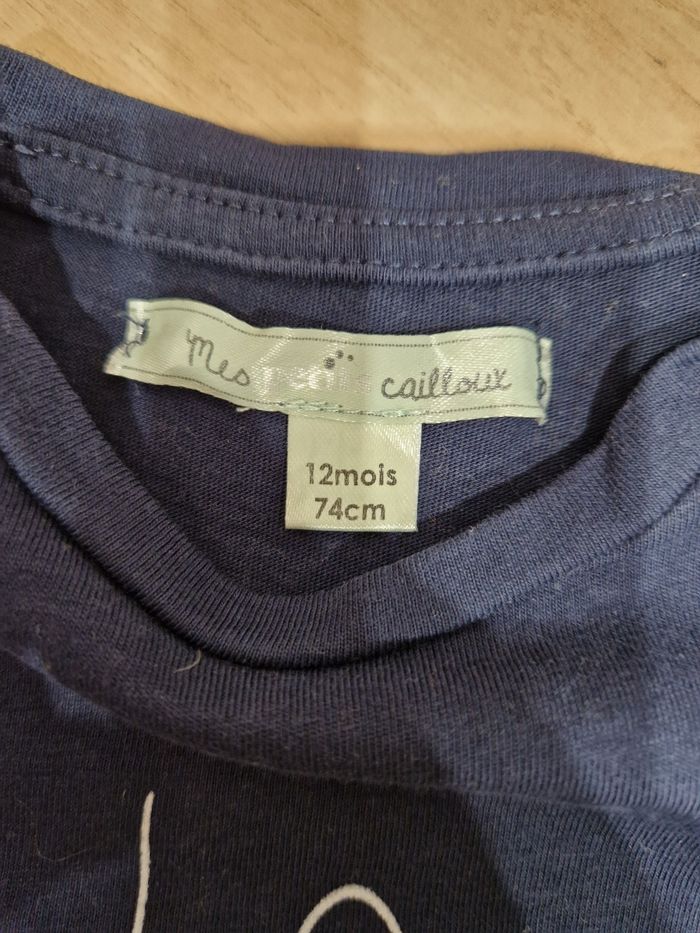 Mes petits cailloux
12mois
74cm